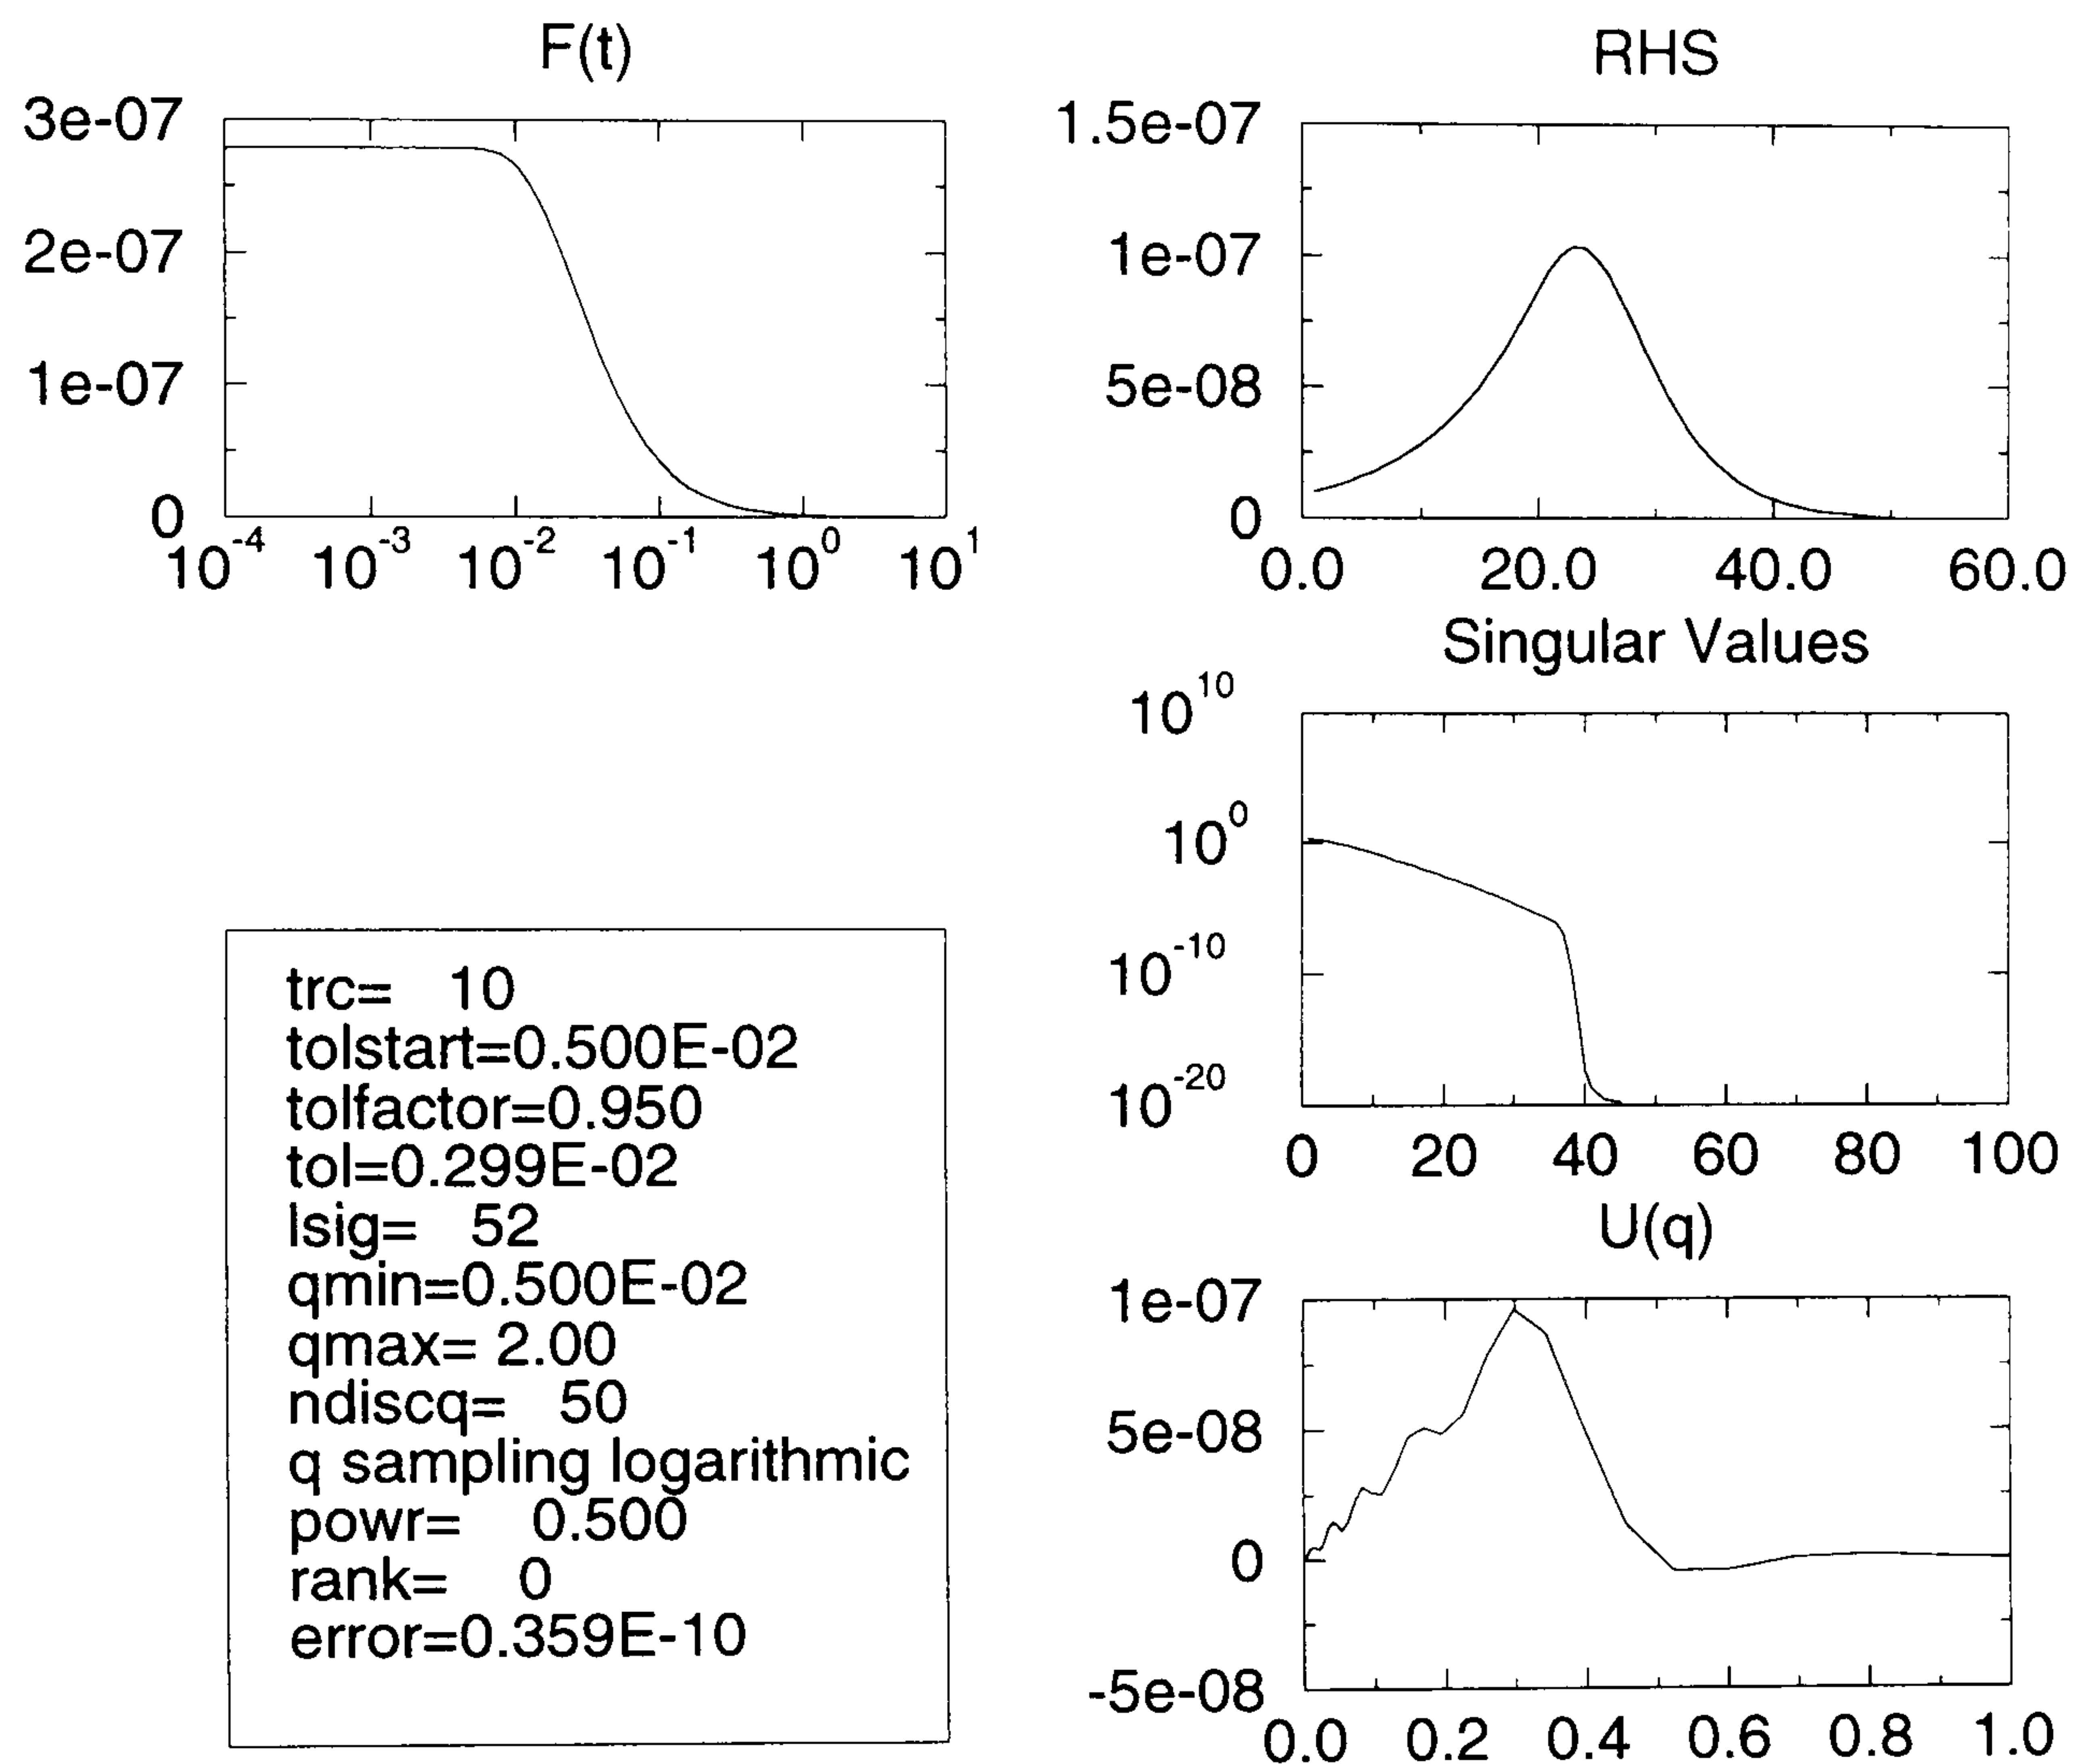 F(t)
3e-07
2e-07
1e-07
0
10^-4 10^-3 10^-2 10^-1 10^0 10^1
RHS
1.5e-07
1e-07
5e-08
0
0.0 20.0 40.0 60.0
Singular Values
10^10
10^0
10^-10
10^-20
0 20 40 60 80 100
U(q)
1e-07
5e-08
0
-5e-08
0.0 0.2 0.4 0.6 0.8 1.0
trc= 10
tolstart=0.500E-02
tolfactor=0.950
tol=0.299E-02
lsig= 52
qmin=0.500E-02
qmax= 2.00
ndiscq= 50
q sampling logarithmic
powr= 0.500
rank= 0
error=0.359E-10